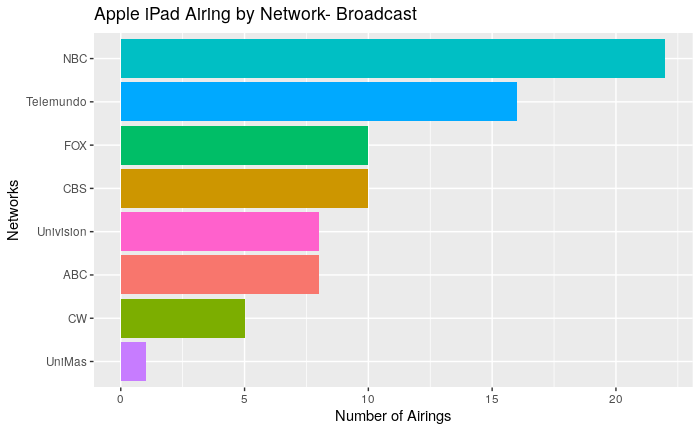 Apple iPad Airing by Network- Broadcast
NBC
Telemundo
FOX
CBS
Univision
ABC
CW
UniMas
Networks
0 5 10 15 20
Number of Airings